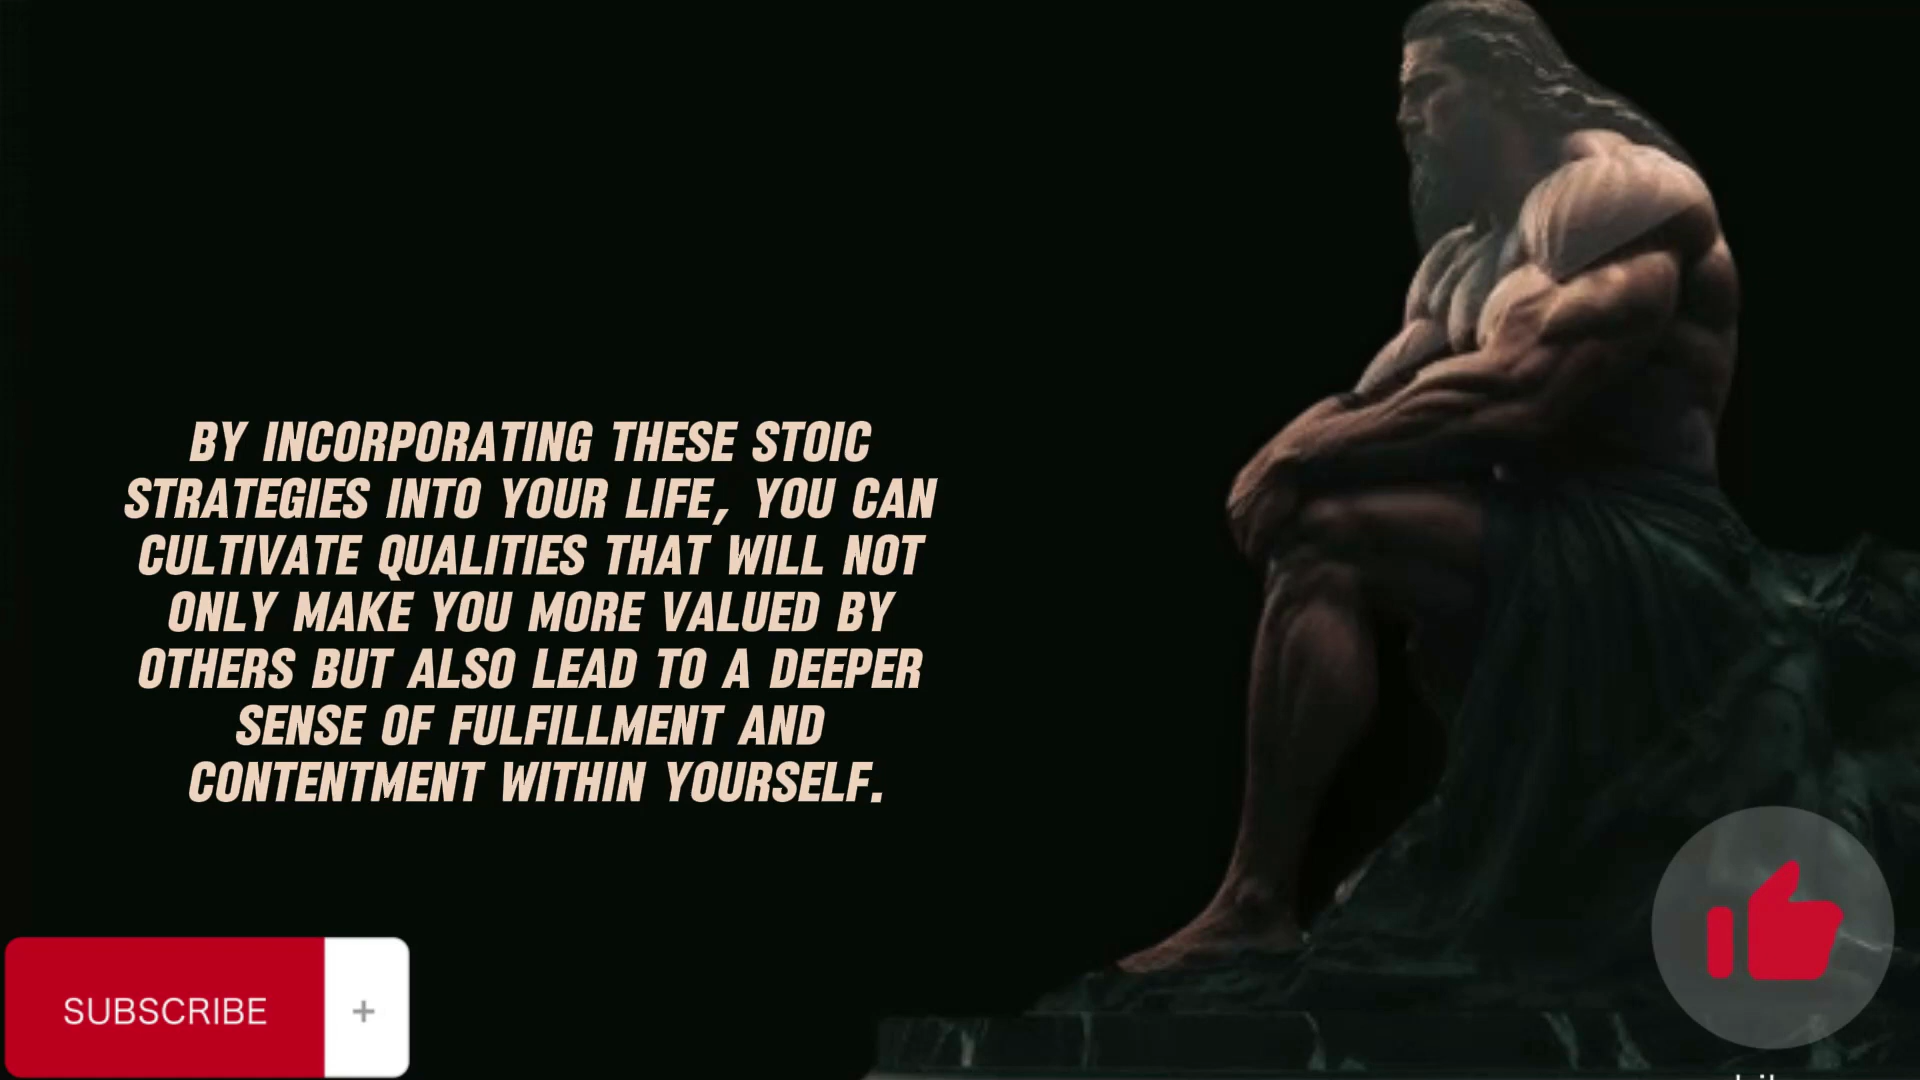 BY INCORPORATING THESE STOIC
STRATEGIES INTO YOUR LIFE, YOU CAN
CULTIVATE QUALITIES THAT WILL NOT
ONLY MAKE YOU MORE VALUED BY
OTHERS BUT ALSO LEAD TO A DEEPER
SENSE OF FULFILLMENT AND
CONTENTMENT WITHIN YOURSELF.
SUBSCRIBE +